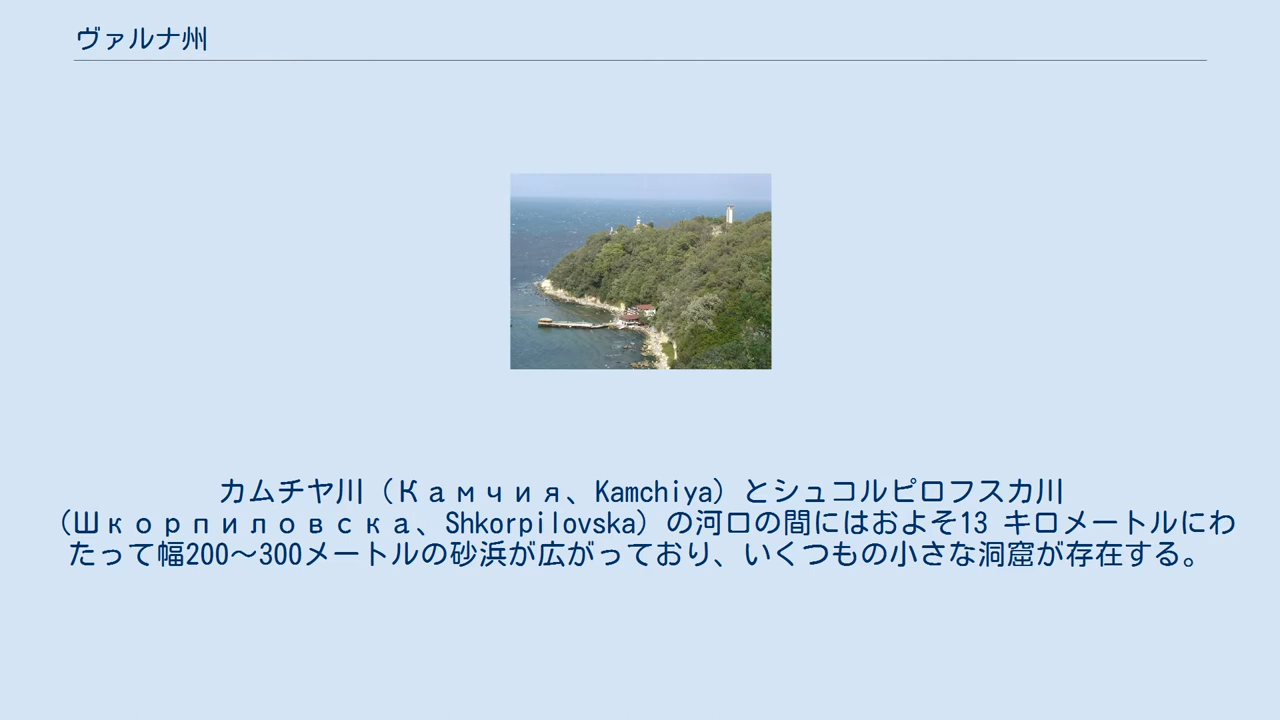 ヴァルナ州
カムチヤ川（Камчия、Kamchiya）とシュコルピロフスカ川
（Шкорпиловска、Shkorpilovska）の河口の間にはおよそ13 キロメートルにわ
たって幅200〜300メートルの砂浜が広がっており、いくつもの小さな洞窟が存在する。